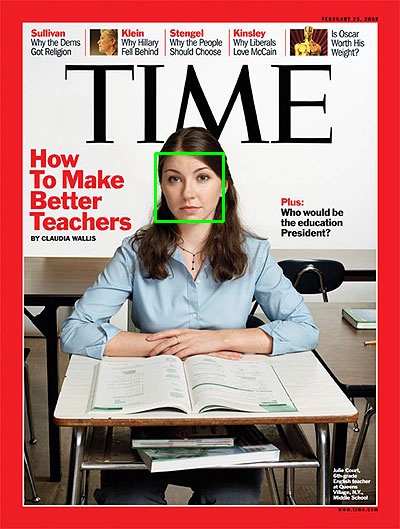 FEBRUARY 25, 2008
Sullivan
Why the Dems
Got Religion
Klein
Why Hillary
Fell Behind
Stengel
Why the People
Should Choose
Kinsley
Why Liberals
Love McCain
Is Oscar
Worth His
Weight?
TIME
How
To Make
Better
Teachers
BY CLAUDIA WALLIS
Plus:
Who would be
the education
President?
Julie Court,
6th-grade
English teacher
at Queens
Village, N.Y.,
Middle School
www.time.com